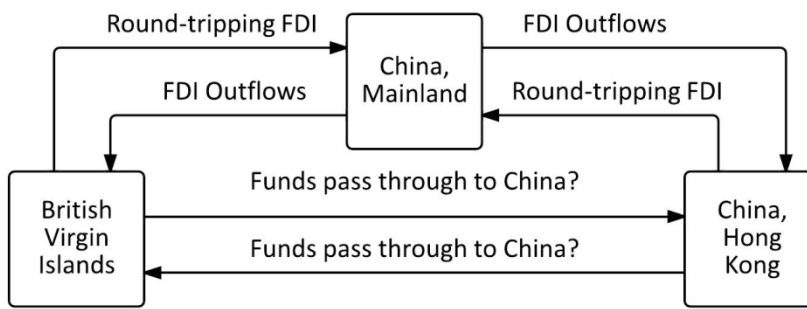 Round-tripping FDI
FDI Outflows
China,
Mainland
FDI Outflows
Round-tripping FDI
British
Virgin
Islands
Funds pass through to China?
Funds pass through to China?
China,
Hong
Kong